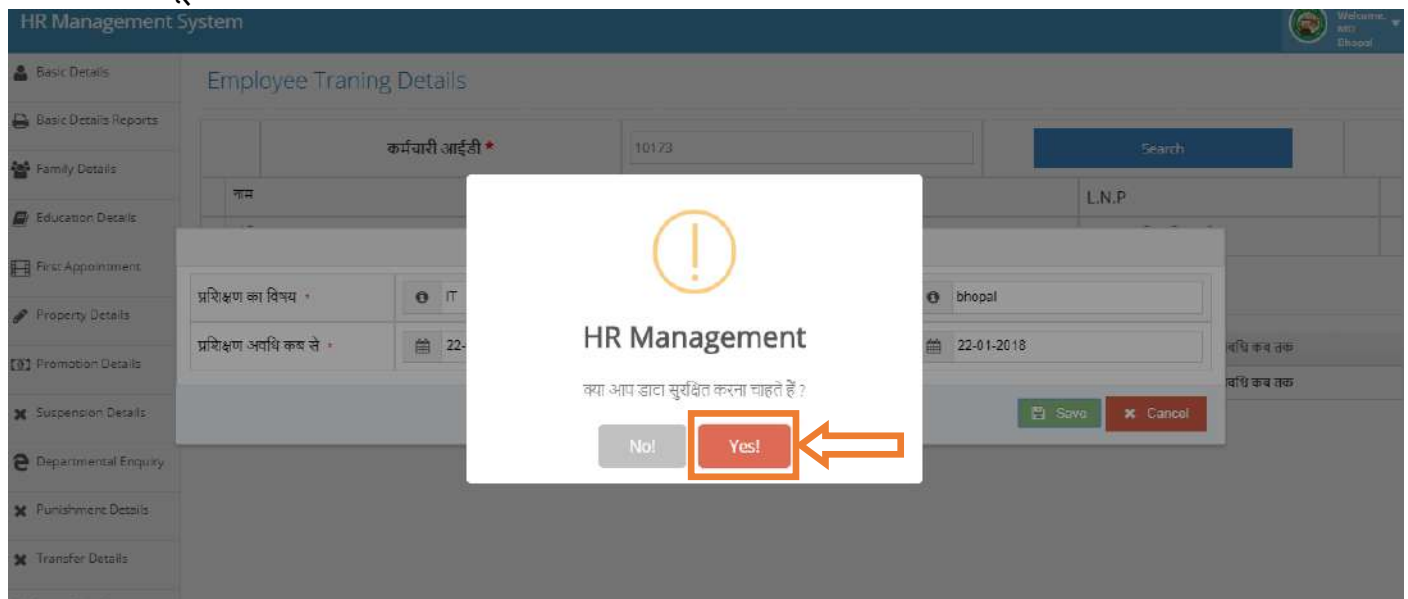 HR Management System
Welcome,
MO
Bhopal
Basic Details
Basic Details Reports
Family Details
Education Details
First Appointment
Property Details
Promotion Details
Suspension Details
Departmental Enquiry
Punishment Details
Transfer Details
Employee Traning Details
कर्मचारी आईडी *
10173
Search
नाम
L.N.P
प्रशिक्षण का विषय *
IT
bhopal
प्रशिक्षण अवधि कब से *
22-
22-01-2018
अवधि कब तक
अवधि कब तक
Save
Cancel
HR Management
क्या आप डाटा सुरक्षित करना चाहते हैं ?
No!
Yes!